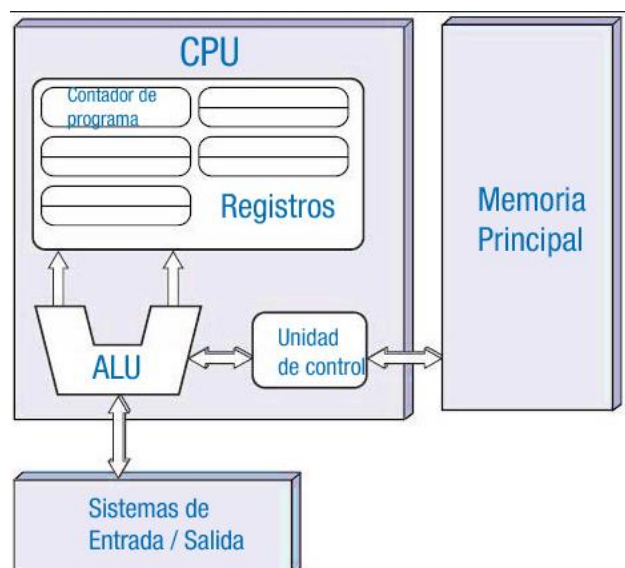 CPU
Contador de
programa
Registros
ALU
Unidad
de control
Memoria
Principal
Sistemas de
Entrada / Salida